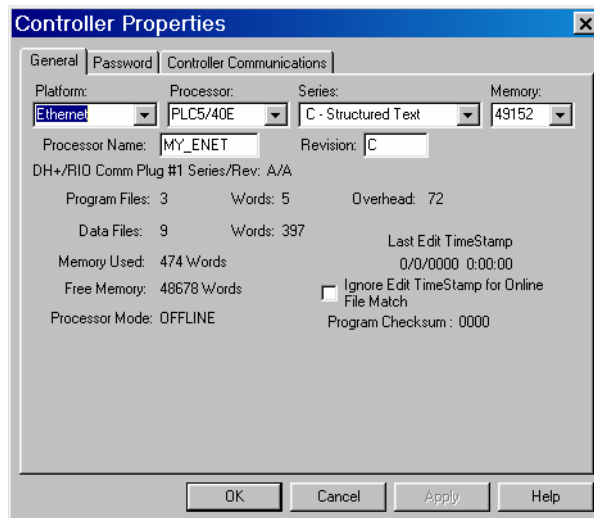 Controller Properties
General Password Controller Communications
Platform: Processor: Series: Memory:
Ethernet PLC5/40E C - Structured Text 49152
Processor Name: MY_ENET Revision: C
DH+/RIO Comm Plug #1 Series/Rev: A/A
Program Files: 3 Words: 5 Overhead: 72
Data Files: 9 Words: 397
Last Edit TimeStamp
Memory Used: 474 Words
0/0/0000 0:00:00
Free Memory: 48678 Words
Ignore Edit TimeStamp for Online
File Match
Processor Mode: OFFLINE
Program Checksum : 0000
OK Cancel Apply Help